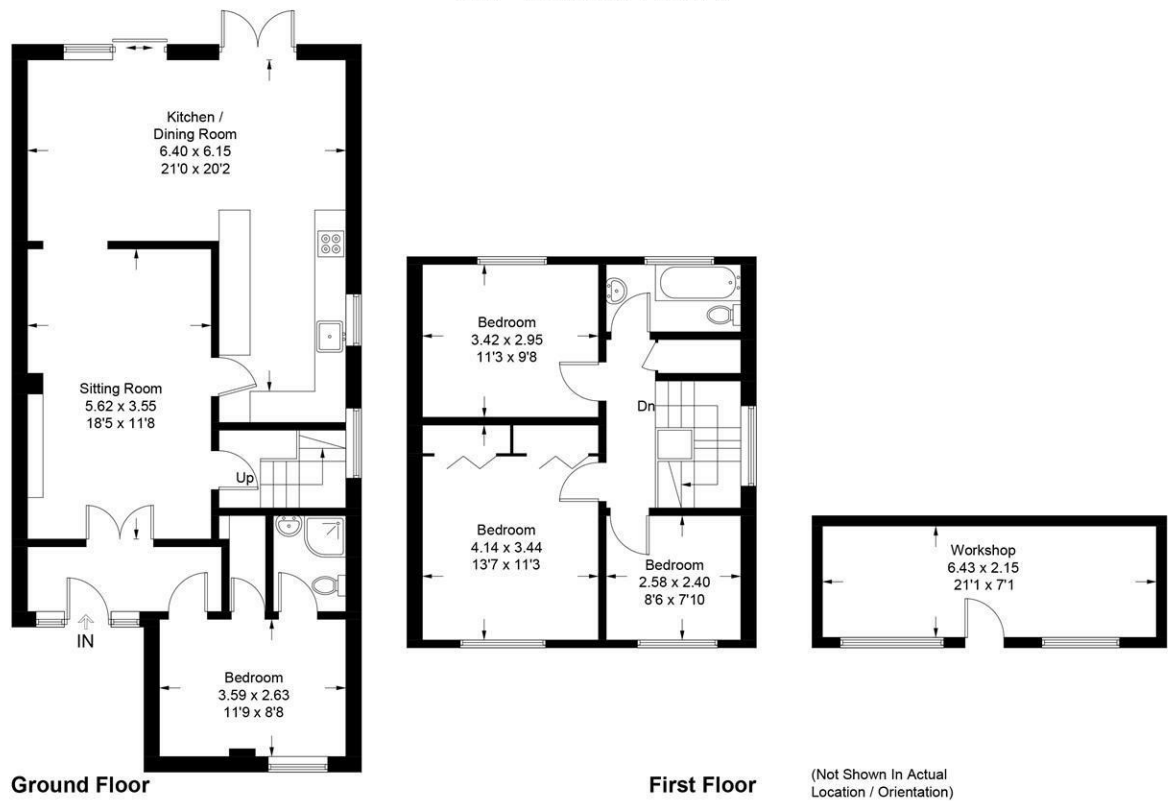 Kitchen /
Dining Room
6.40 x 6.15
21'0 x 20'2
Sitting Room
5.62 x 3.55
18'5 x 11'8
Up
IN
Bedroom
3.59 x 2.63
11'9 x 8'8
Ground Floor
Bedroom
3.42 x 2.95
11'3 x 9'8
Dn
Bedroom
4.14 x 3.44
13'7 x 11'3
Bedroom
2.58 x 2.40
8'6 x 7'10
First Floor
Workshop
6.43 x 2.15
21'1 x 7'1
(Not Shown In Actual
Location / Orientation)